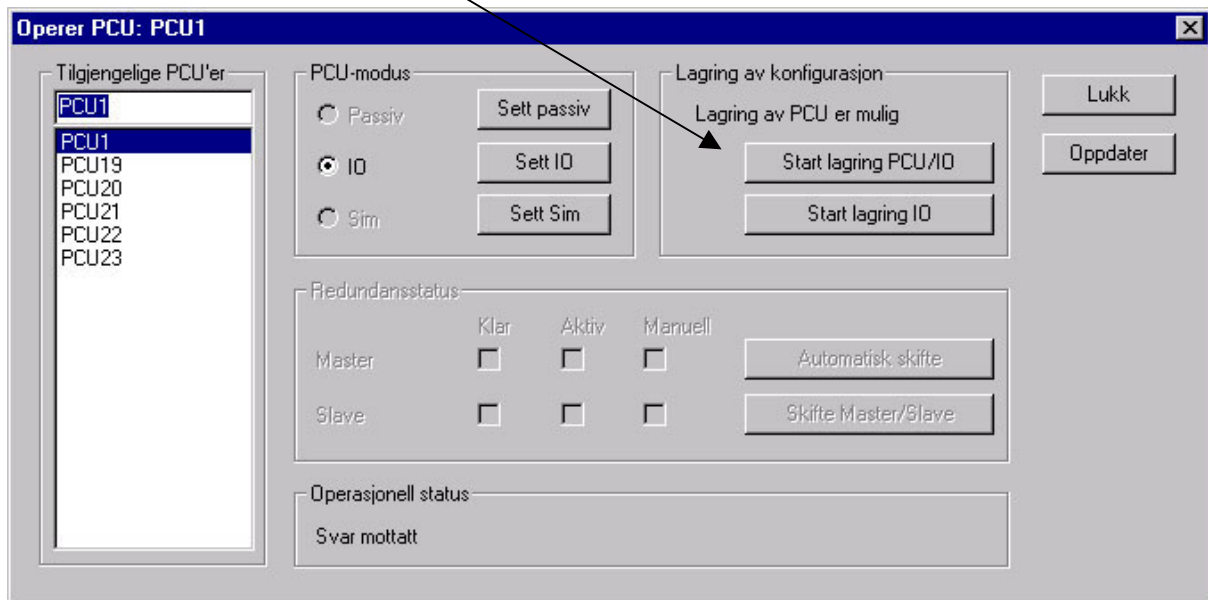 Operer PCU: PCU1
Tilgjengelige PCU'er
PCU1
PCU1
PCU19
PCU20
PCU21
PCU22
PCU23
PCU-modus
Passiv
Sett passiv
IO
Sett IO
Sim
Sett Sim
Lagring av konfigurasjon
Lagring av PCU er mulig
Start lagring PCU/IO
Start lagring IO
Lukk
Oppdater
Redundansstatus
Klar Aktiv Manuell
Master
Automatisk skifte
Slave
Skifte Master/Slave
Operasjonell status
Svar mottatt